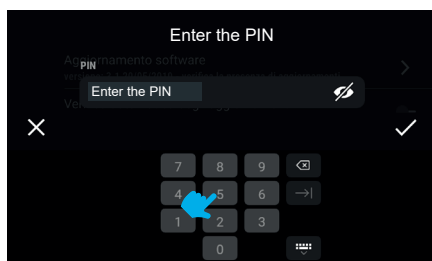 Enter the PIN
Aggiornamento software
PIN
Enter the PIN
7 8 9
4 5 6
1 2 3
0